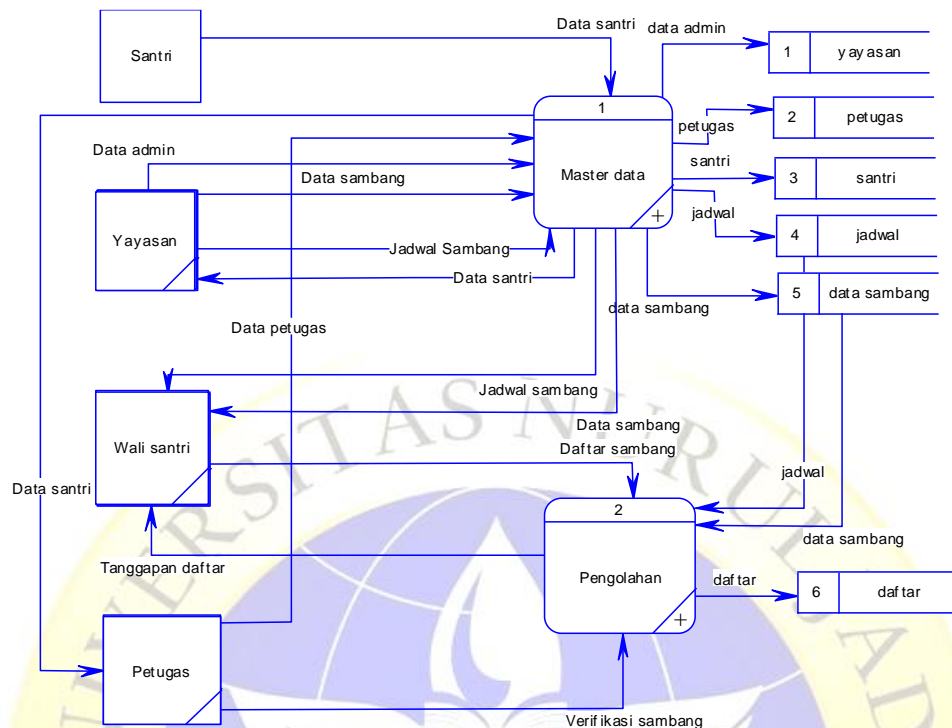 Data santri
data admin
Santri
1 yayasan
1
petugas
2 petugas
Data admin
Data sambang
Master data
santri
3 santri
+
jadwal
Yayasan
Jadwal Sambang
4 jadwal
Data santri
data sambang
5 data sambang
Data petugas
Jadwal sambang
Wali santri
Data sambang
Daftar sambang
jadwal
Data santri
2
data sambang
Tanggapan daftar
Pengolahan
daftar
6 daftar
+
Petugas
Verifikasi sambang
UNIVERSITAS NURUL JADI